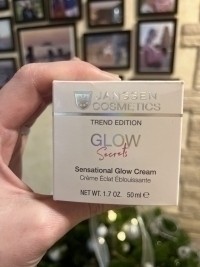 JANSSEN
COSMETICS
TREND EDITION
GLOW
Secrets
Sensational Glow Cream
Crème Éclat Éblouissante
NET WT. 1.7 OZ. 50 ml ℮